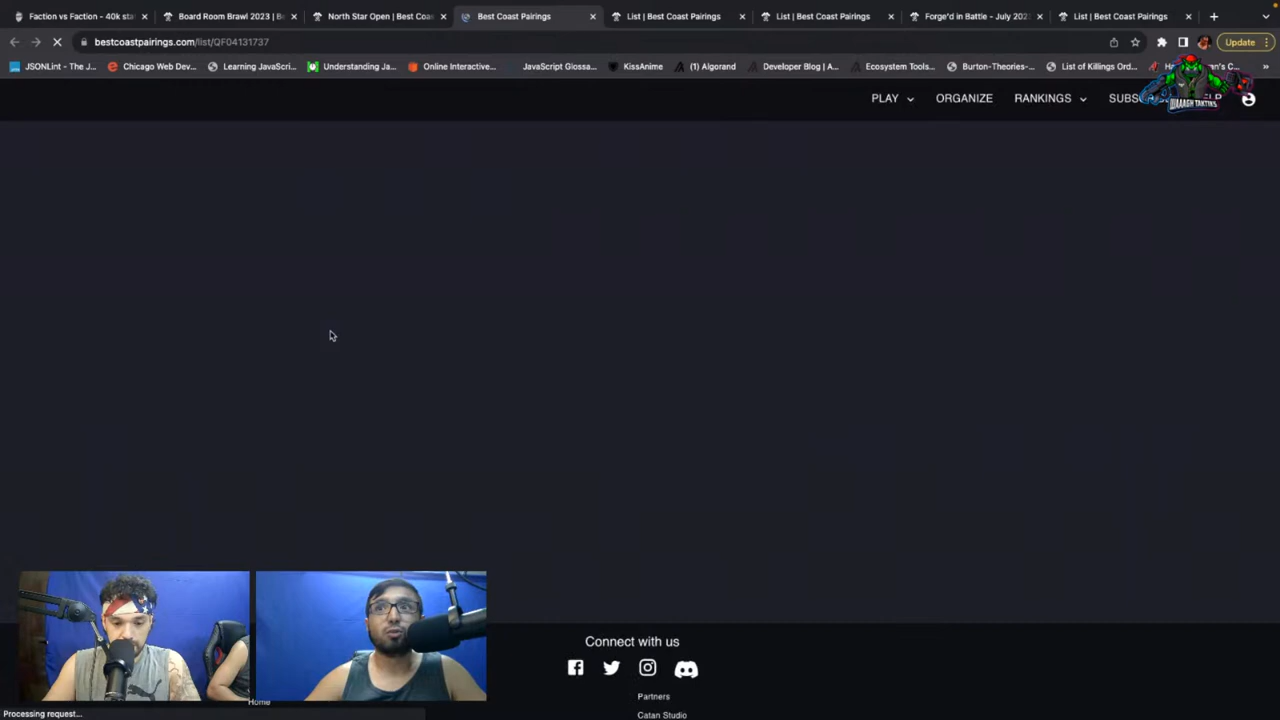 Faction vs Faction - 40k sta
Board Room Brawl 2023 | B
North Star Open | Best Coas
Best Coast Pairings
List | Best Coast Pairings
List | Best Coast Pairings
Forge'd in Battle - July 202
List | Best Coast Pairings
bestcoastpairings.com/list/QF04131737
Update
JSONLint - The J...
Chicago Web Dev...
Learning JavaScri...
Understanding Ja...
Online Interactive...
JavaScript Glossa...
KissAnime
(1) Algorand
Developer Blog | A...
Ecosystem Tools...
Burton-Theories-...
List of Killings Ord...
WAAAGH TAKTIKS
PLAY
ORGANIZE
RANKINGS
Connect with us
Partners
Home
Catan Studio
Processing request...